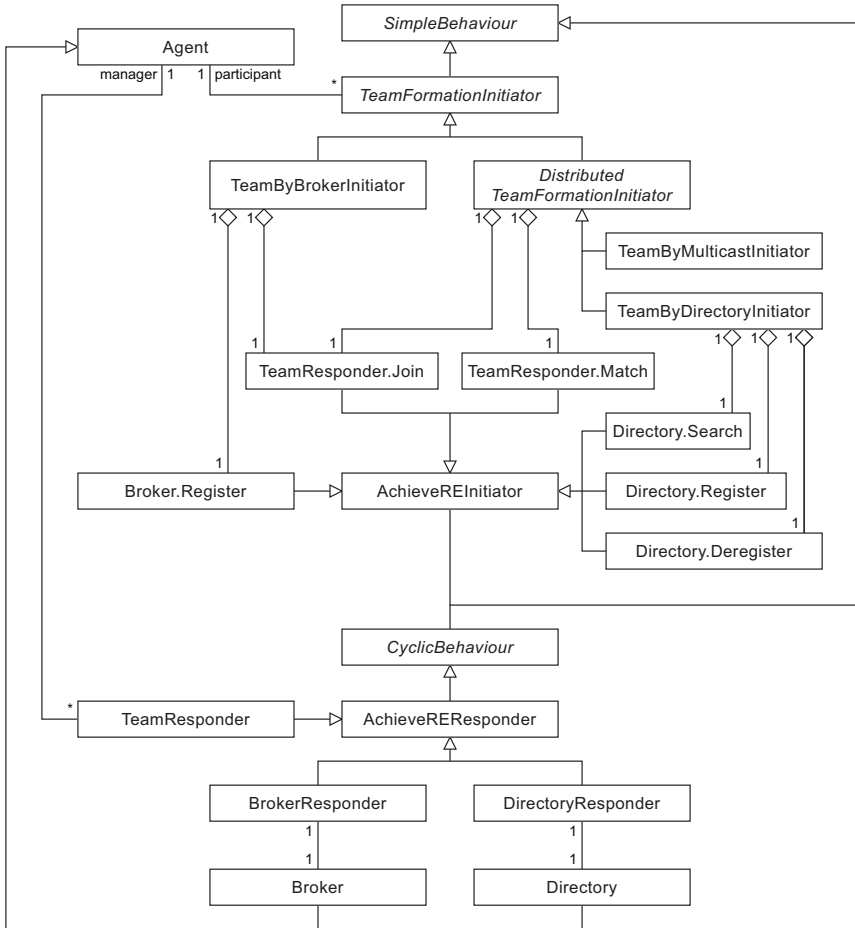 SimpleBehaviour
Agent
manager 1 1 participant
*
TeamFormationInitiator
TeamByBrokerInitiator
Distributed
TeamFormationInitiator
1 1 1 1
TeamByMulticastInitiator
TeamByDirectoryInitiator
1 1 1
1 1 1
TeamResponder.Join
TeamResponder.Match
1
Directory.Search
1 1
Broker.Register
AchieveREInitiator
Directory.Register
1
Directory.Deregister
CyclicBehaviour
*
TeamResponder
AchieveREResponder
BrokerResponder
DirectoryResponder
1 1
1 1
Broker
Directory